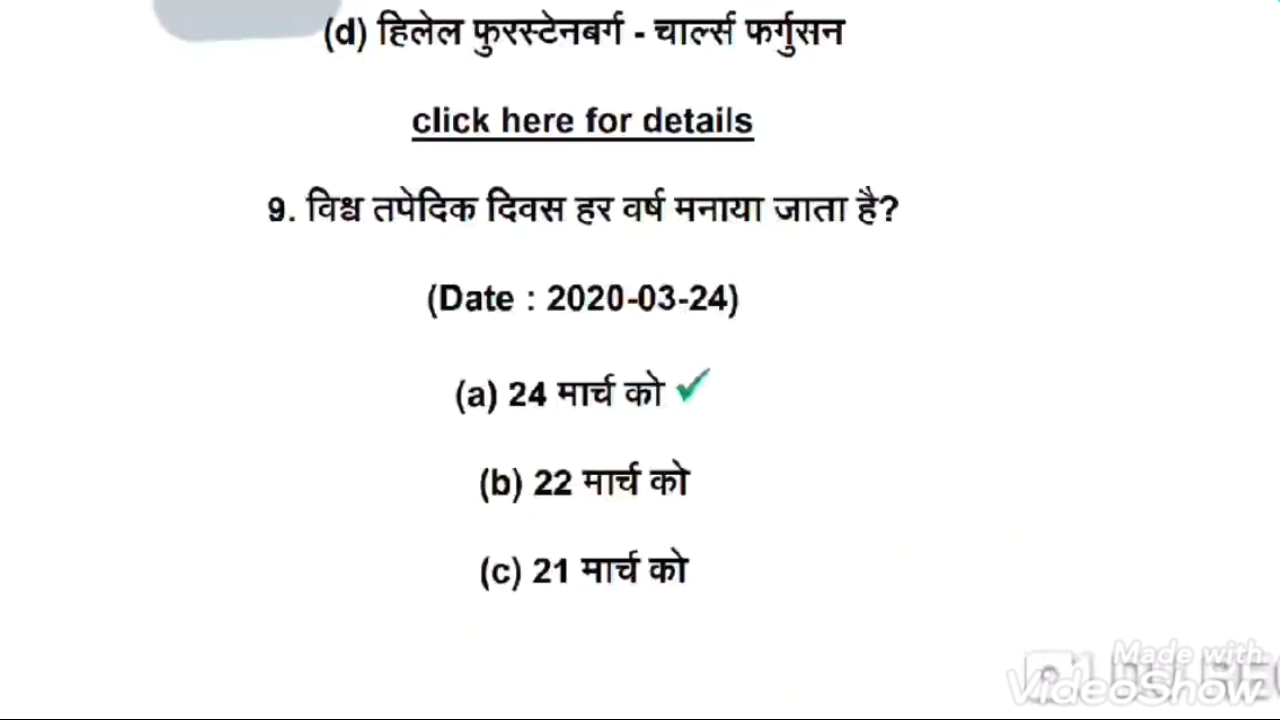 (d) हिलेल फुरस्टेनबर्ग - चार्ल्स फर्गुसन
click here for details
9. विश्व तपेदिक दिवस हर वर्ष मनाया जाता है?
(Date : 2020-03-24)
(a) 24 मार्च को ✓
(b) 22 मार्च को
(c) 21 मार्च को
Made with
VideoShow